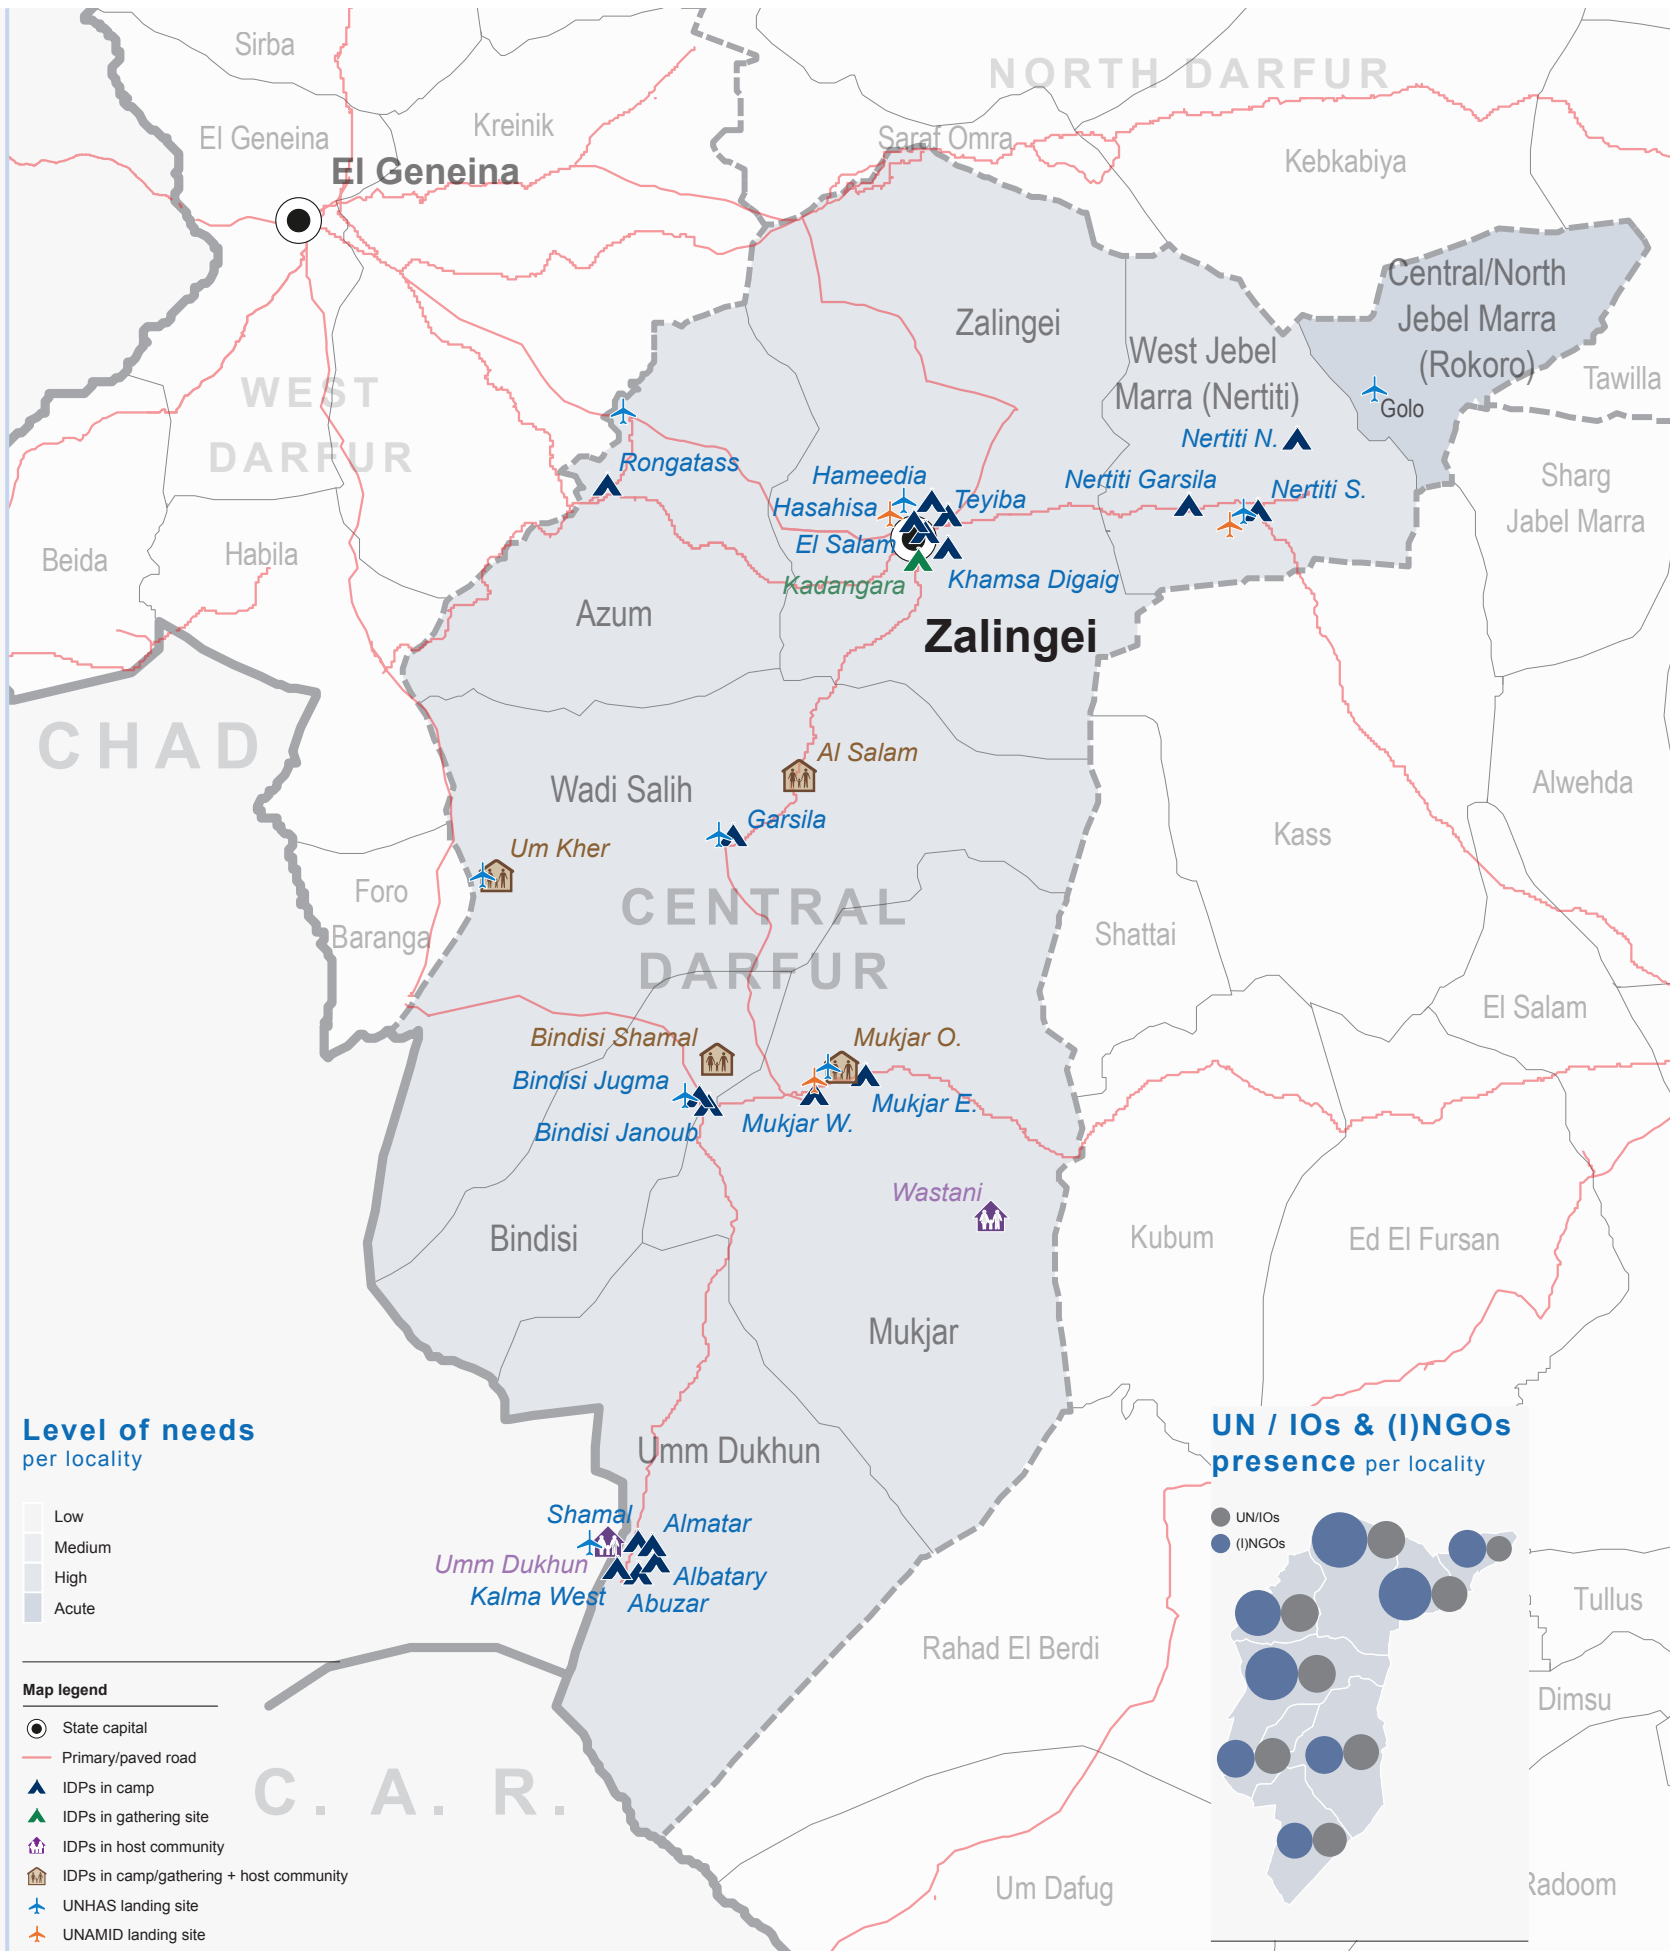 Sirba
NORTH DARFUR
El Geneina
Kreinik
Saraf Omra
Kebkabiya
El Geneina
Central/North
Jebel Marra
(Rokoro)
Zalingei
West Jebel
Marra (Nertiti)
Tawilla
WEST
DARFUR
Golo
Nertiti N.
Rongatass
Hameedia
Teyiba
Nertiti Garsila
Nertiti S.
Sharg
Jabel Marra
Hasahisa
El Salam
Kadangara
Khamsa Digaig
Beida
Habila
Azum
Zalingei
CHAD
Al Salam
Wadi Salih
Garsila
Alwehda
Kass
Um Kher
Foro
Baranga
CENTRAL
DARFUR
Shattai
El Salam
Bindisi Shamal
Mukjar O.
Bindisi Jugma
Mukjar E.
Mukjar W.
Bindisi Janoub
Wastani
Bindisi
Kubum
Ed El Fursan
Mukjar
Umm Dukhun
Shamal
Almatar
Umm Dukhun
Albatary
Kalma West
Abuzar
Rahad El Berdi
Tullus
Dimsu
Um Dafug
Radoom
C. A. R.
Level of needs
per locality
Low
Medium
High
Acute
Map legend
State capital
Primary/paved road
IDPs in camp
IDPs in gathering site
IDPs in host community
IDPs in camp/gathering + host community
UNHAS landing site
UNAMID landing site
UN / IOs & (I)NGOs
presence per locality
UN/IOs
(I)NGOs